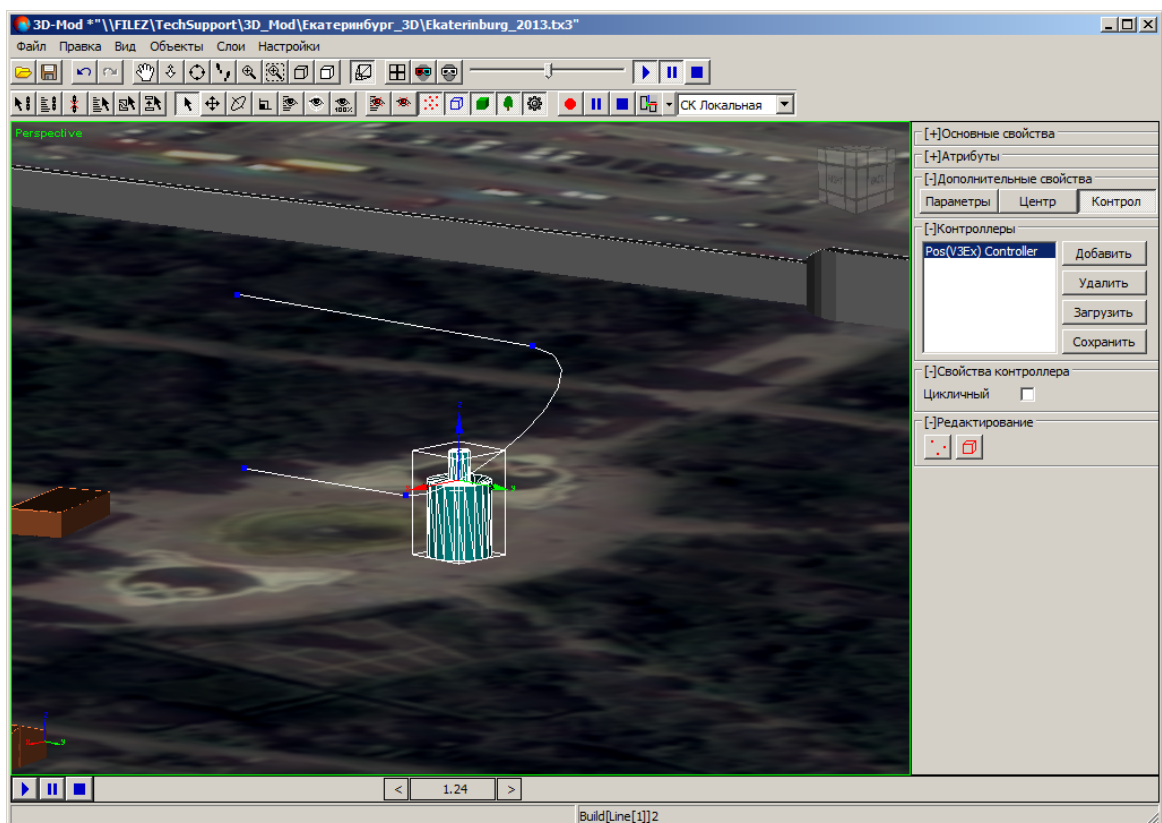 3D-Mod *"\\FILEZ\TechSupport\3D_Mod\Екатеринбург_3D\Ekaterinburg_2013.tx3"
Файл Правка Вид Объекты Слои Настройки
100%
СК Локальная
Perspective
[+]Основные свойства
[+]Атрибуты
[-]Дополнительные свойства
Параметры Центр Контрол
[-]Контроллеры
Pos(V3Ex) Controller
Добавить
Удалить
Загрузить
Сохранить
[-]Свойства контроллера
Цикличный
[-]Редактирование
z
y
z
y
< 1.24 >
Build[Line[1]]2